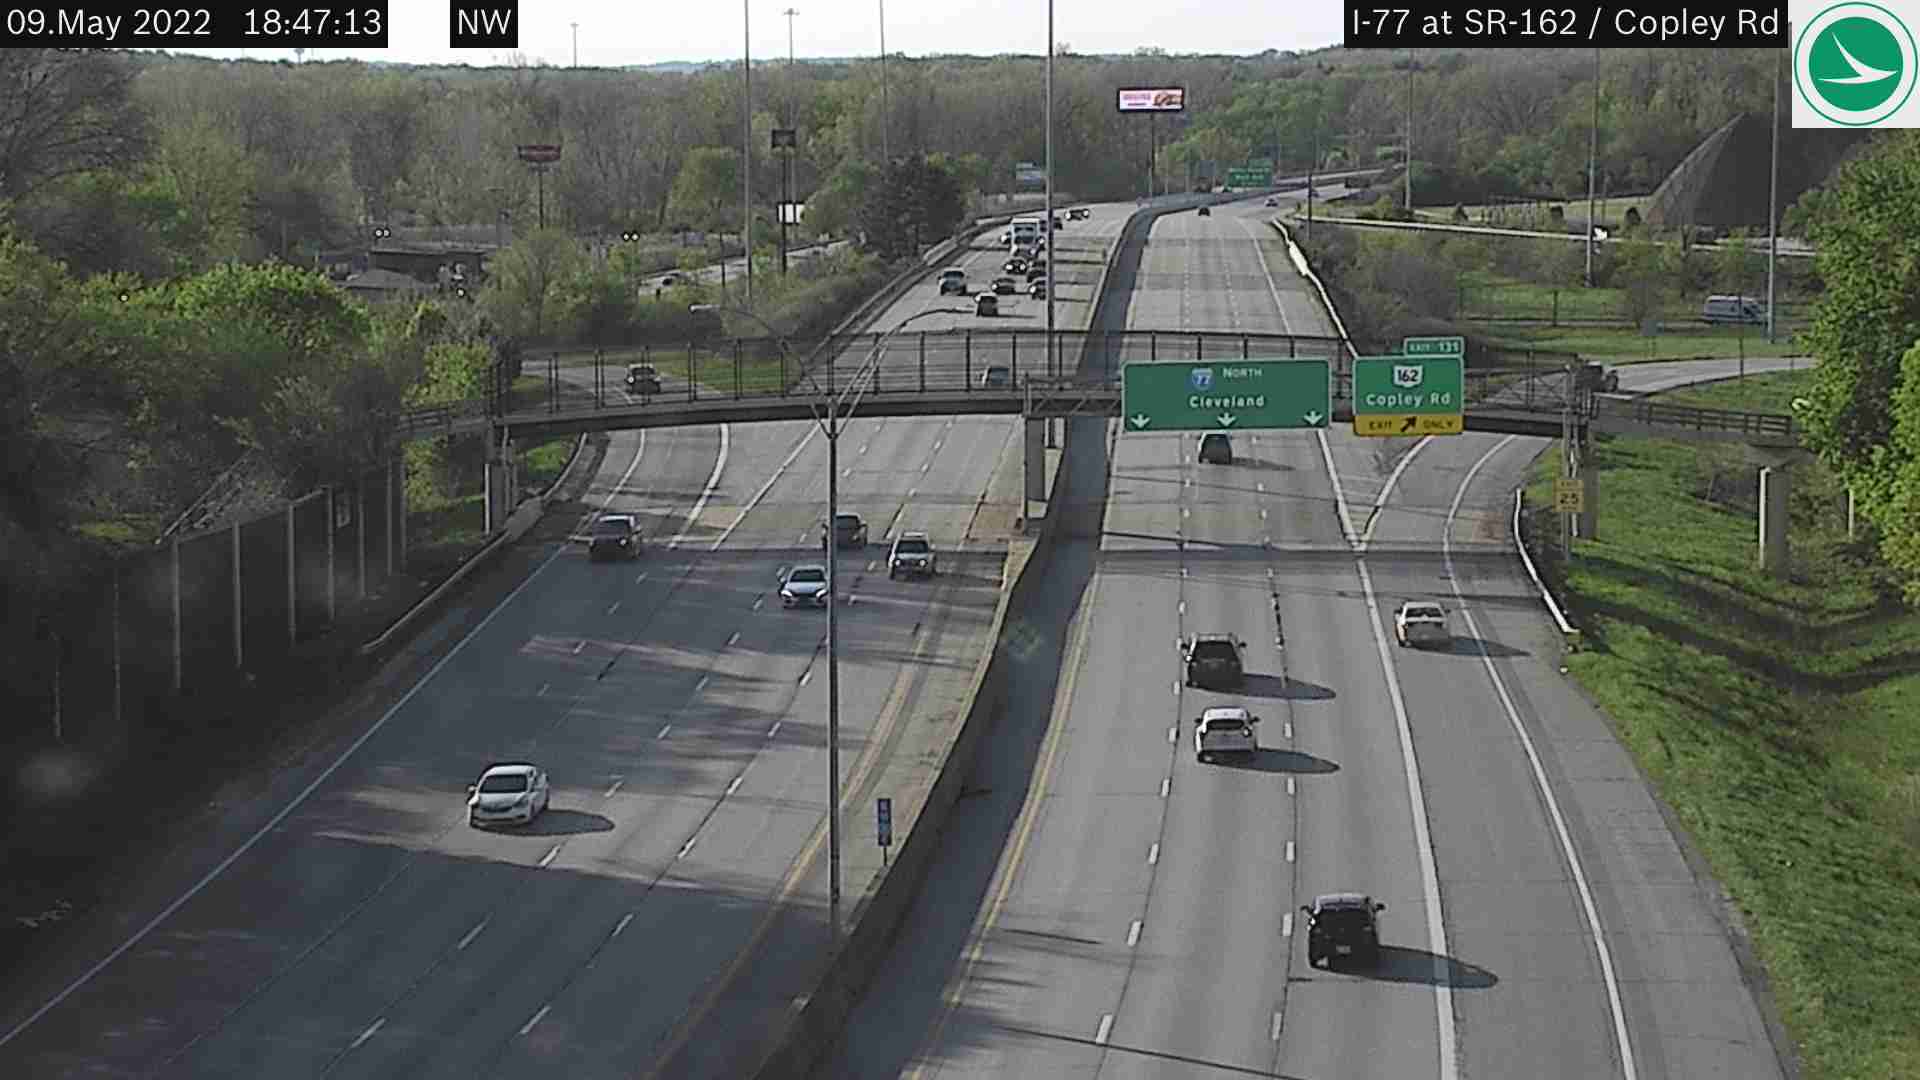 09.May 2022 18:47:13 NW I-77 at SR-162 / Copley Rd
EXIT 131
77 NORTH
Cleveland
162
Copley Rd
EXIT ONLY
25